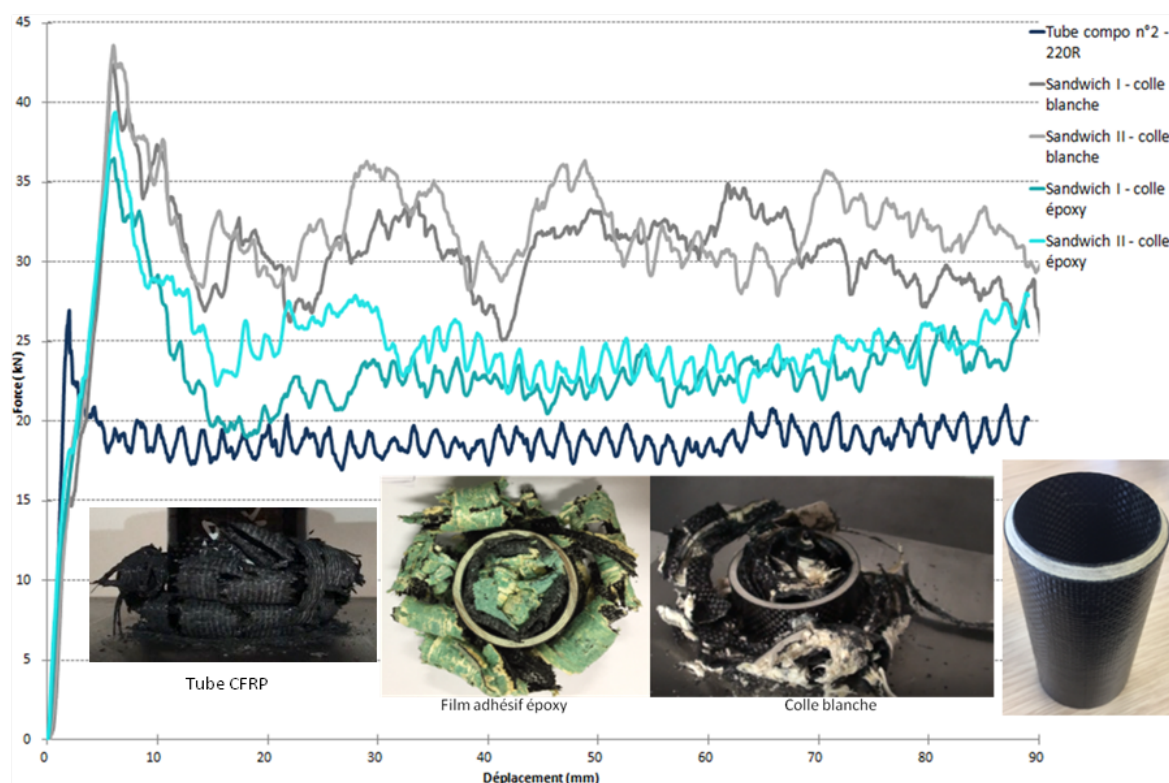 45
40
35
30
25
20
15
10
5
0
Force (kN)
Tube compo n°2 -
220R
Sandwich I - colle
blanche
Sandwich II - colle
blanche
Sandwich I - colle
époxy
Sandwich II - colle
époxy
Tube CFRP
Film adhésif époxy
Colle blanche
0 10 20 30 40 50 60 70 80 90
Déplacement (mm)